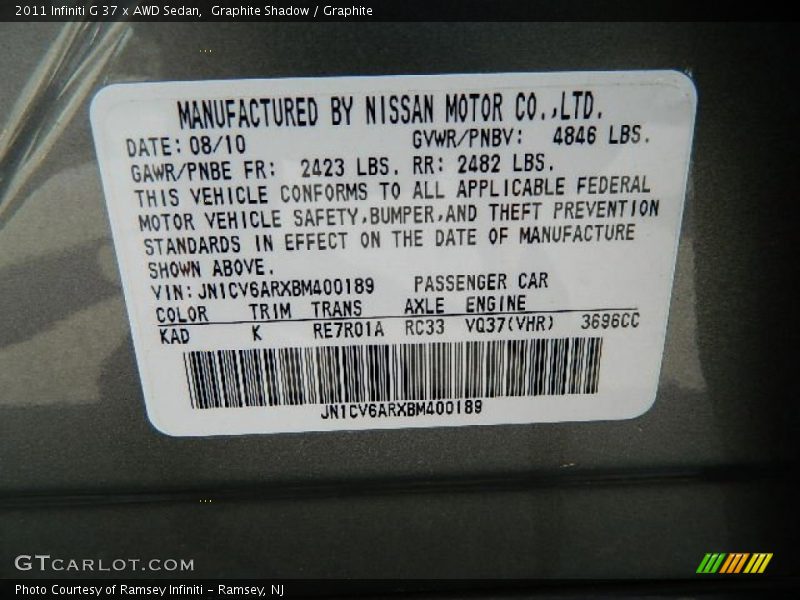 2011 Infiniti G 37 x AWD Sedan,  Graphite Shadow / Graphite
MANUFACTURED BY NISSAN MOTOR CO.,LTD.
DATE: 08/10 GVWR/PNBV: 4846 LBS.
GAWR/PNBE FR: 2423 LBS. RR: 2482 LBS.
THIS VEHICLE CONFORMS TO ALL APPLICABLE FEDERAL
MOTOR VEHICLE SAFETY,BUMPER,AND THEFT PREVENTION
STANDARDS IN EFFECT ON THE DATE OF MANUFACTURE
SHOWN ABOVE.
VIN: JN1CV6ARXBM400189 PASSENGER CAR
COLOR TRIM TRANS AXLE ENGINE
KAD K RE7R01A RC33 VQ37(VHR) 3696CC
JN1CV6ARXBM400189
GTCARLOT.COM
Photo Courtesy of Ramsey Infiniti - Ramsey, NJ